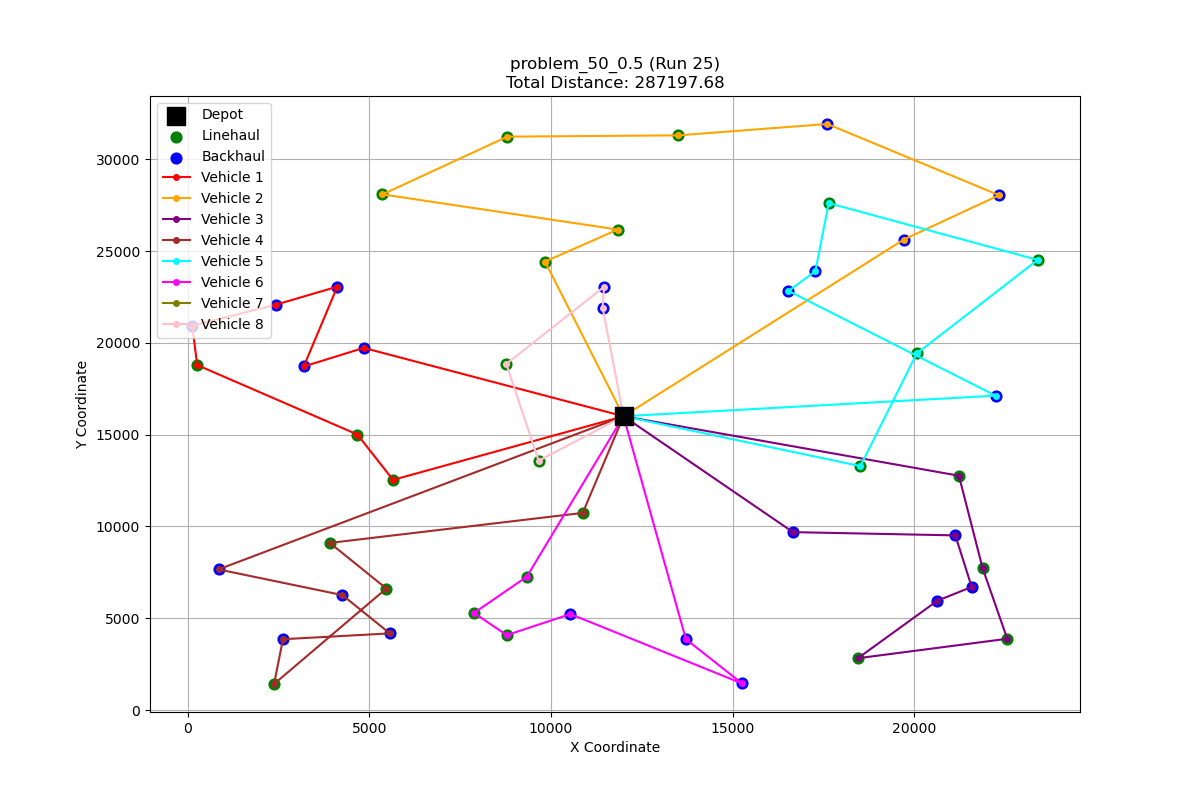 problem_50_0.5 (Run 25)
Total Distance: 287197.68
Depot
Linehaul
Backhaul
Vehicle 1
Vehicle 2
Vehicle 3
Vehicle 4
Vehicle 5
Vehicle 6
Vehicle 7
Vehicle 8
30000
25000
20000
15000
10000
5000
0
Y Coordinate
0 5000 10000 15000 20000
X Coordinate